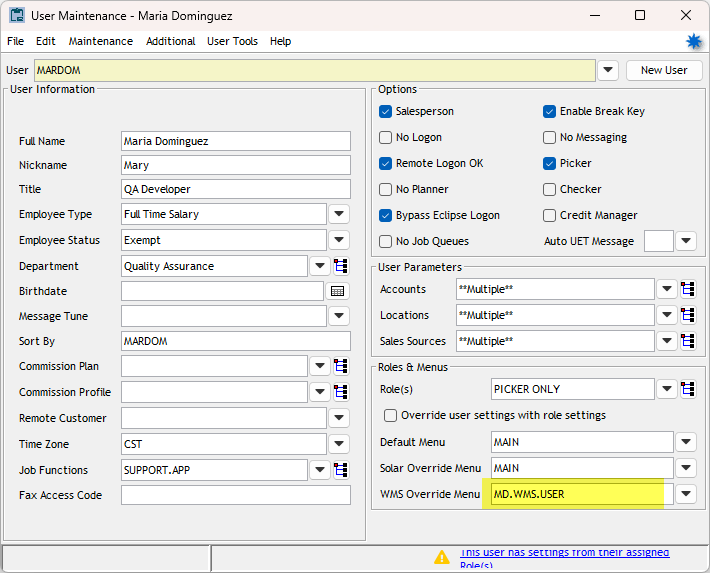 User Maintenance - Maria Dominguez
File Edit Maintenance Additional User Tools Help
User MARDOM New User
User Information
Full Name Maria Dominguez
Nickname Mary
Title QA Developer
Employee Type Full Time Salary
Employee Status Exempt
Department Quality Assurance
Birthdate
Message Tune
Sort By MARDOM
Commission Plan
Commission Profile
Remote Customer
Time Zone CST
Job Functions SUPPORT.APP
Fax Access Code
Options
Salesperson Enable Break Key
No Logon No Messaging
Remote Logon OK Picker
No Planner Checker
Bypass Eclipse Logon Credit Manager
No Job Queues Auto UET Message
User Parameters
Accounts **Multiple**
Locations **Multiple**
Sales Sources **Multiple**
Roles & Menus
Role(s) PICKER ONLY
Override user settings with role settings
Default Menu MAIN
Solar Override Menu MAIN
WMS Override Menu MD.WMS.USER
This user has settings from their assigned
Role(s)